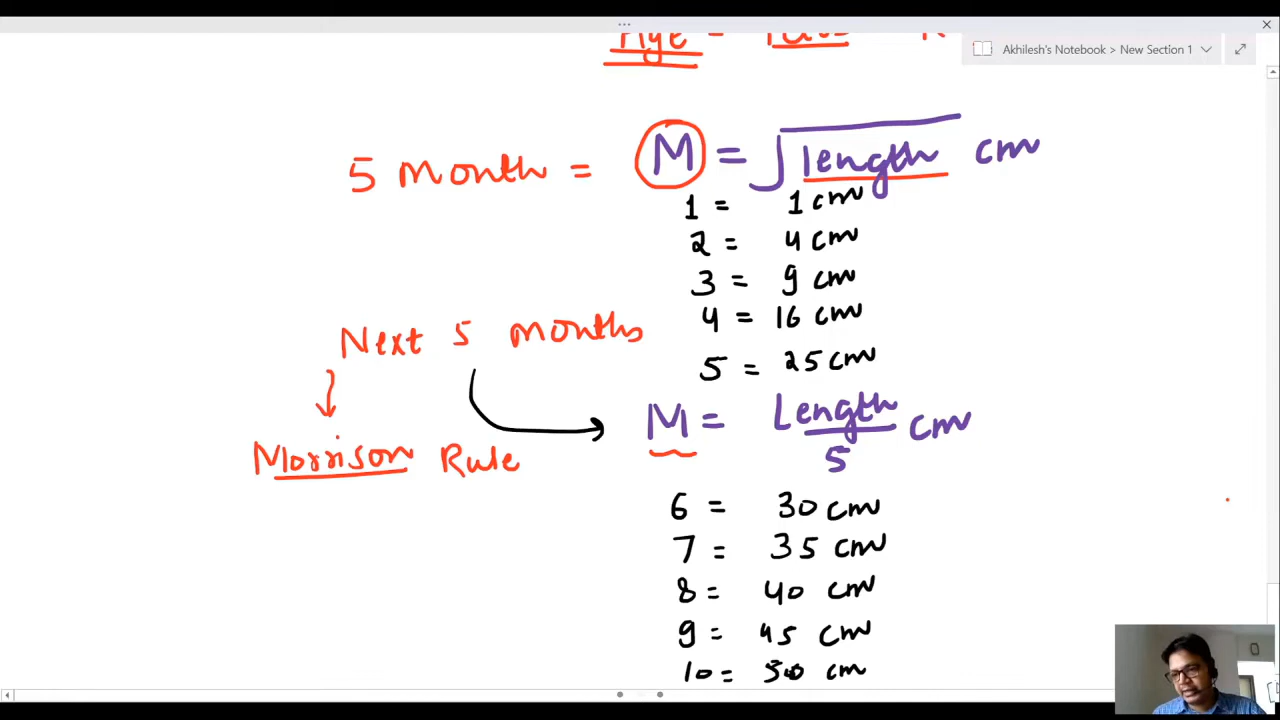 Age =
Akhilesh's Notebook > New Section 1
5 Month = M = √length cm
1 = 1 cm
2 = 4 cm
3 = 9 cm
4 = 16 cm
5 = 25 cm
Next 5 months
M = Length/5 cm
Morrison Rule
6 = 30 cm
7 = 35 cm
8 = 40 cm
9 = 45 cm
10 = 50 cm